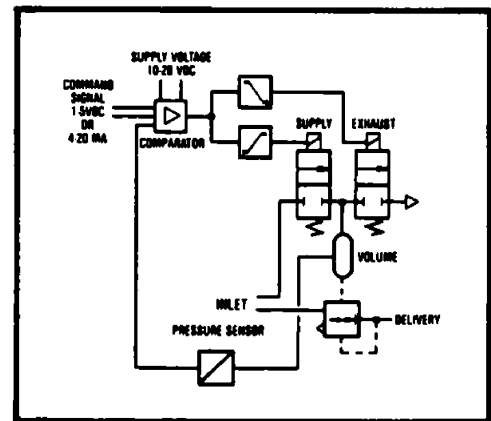 SUPPLY VOLTAGE
10-28 VDC
COMMAND
SIGNAL
1-5VDC
OR
4-20 MA
COMPARATOR
SUPPLY
EXHAUST
VOLUME
INLET
DELIVERY
PRESSURE SENSOR